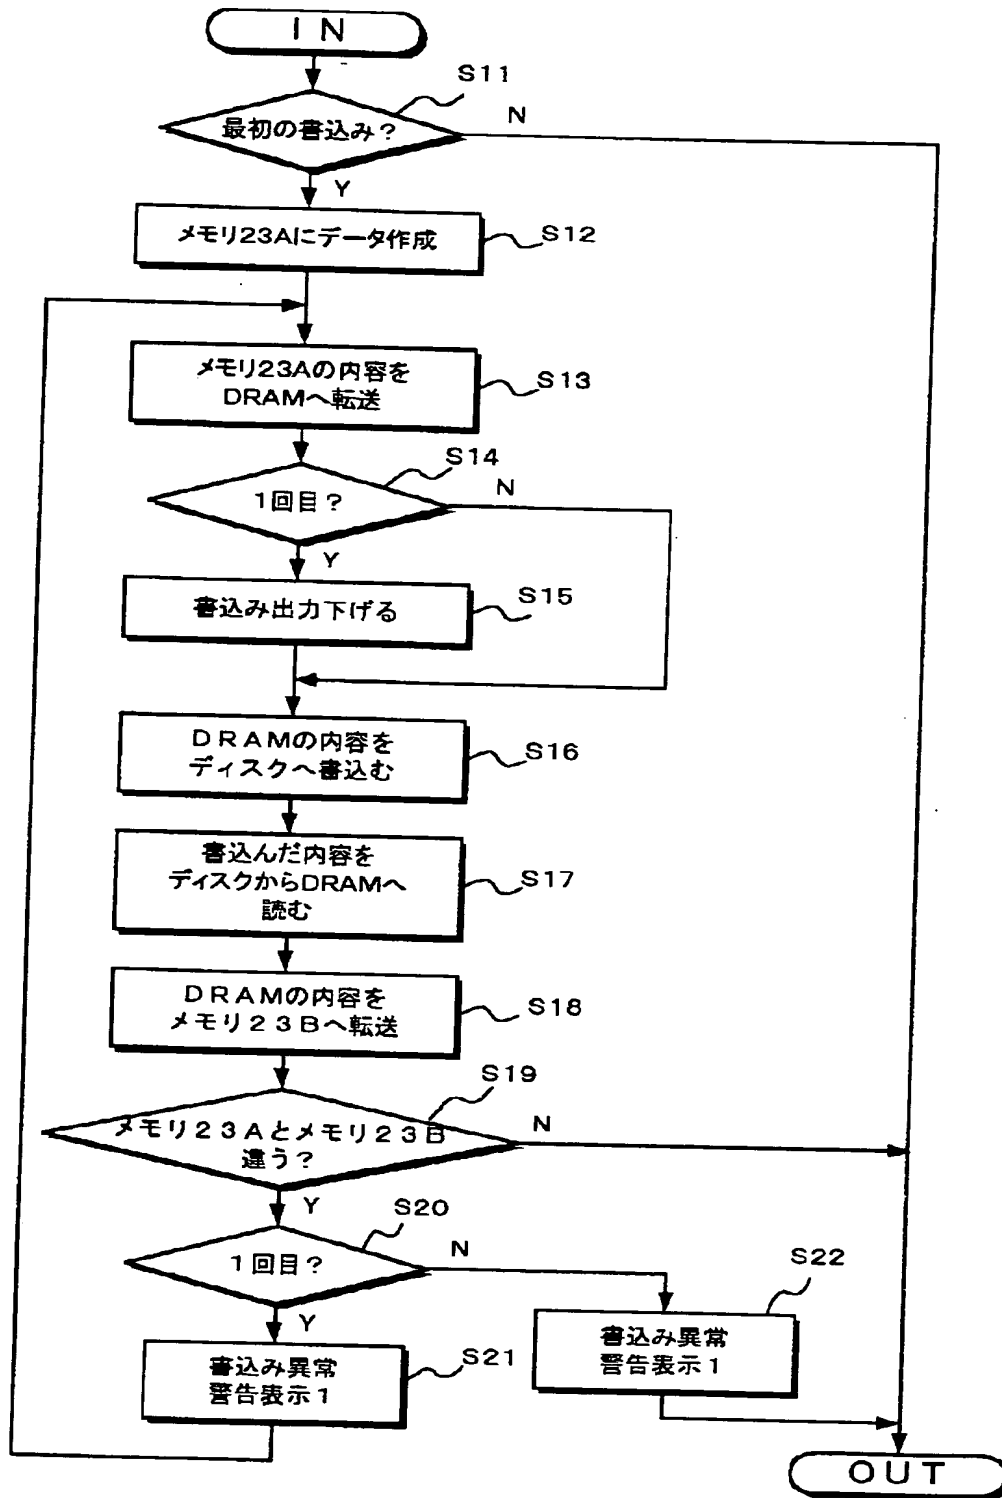 IN
S11
最初の書込み?
N
Y
メモリ23Aにデータ作成
S12
メモリ23Aの内容を
DRAMへ転送
S13
S14
1回目?
N
Y
書込み出力下げる
S15
DRAMの内容を
ディスクへ書込む
S16
書込んだ内容を
ディスクからDRAMへ
読む
S17
DRAMの内容を
メモリ23Bへ転送
S18
S19
メモリ23Aとメモリ23B
違う?
N
Y
S20
1回目?
N
Y
S22
書込み異常
警告表示1
S21
書込み異常
警告表示1
OUT